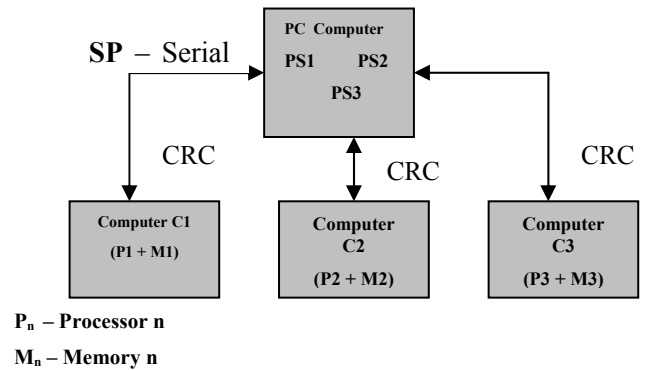 PC Computer
SP – Serial
PS1 PS2
PS3
CRC
CRC
CRC
Computer C1
(P1 + M1)
Computer
C2
(P2 + M2)
Computer
C3
(P3 + M3)
Pn – Processor n
Mn – Memory n